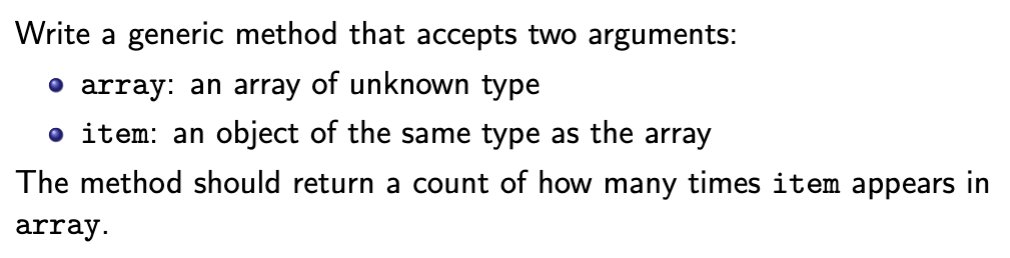 Write a generic method that accepts two arguments:
array: an array of unknown type
item: an object of the same type as the array
The method should return a count of how many times item appears in
array.